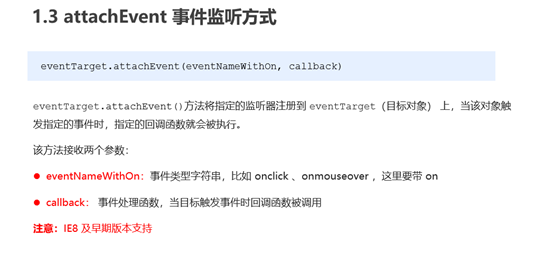 1.3 attachEvent 事件监听方式
eventTarget.attachEvent(eventNameWithOn, callback)
eventTarget.attachEvent()方法将指定的监听器注册到 eventTarget（目标对象） 上，当该对象触
发指定的事件时，指定的回调函数就会被执行。
该方法接收两个参数：
● eventNameWithOn：事件类型字符串，比如 onclick 、onmouseover ，这里要带 on
● callback： 事件处理函数，当目标触发事件时回调函数被调用
注意：IE8 及早期版本支持